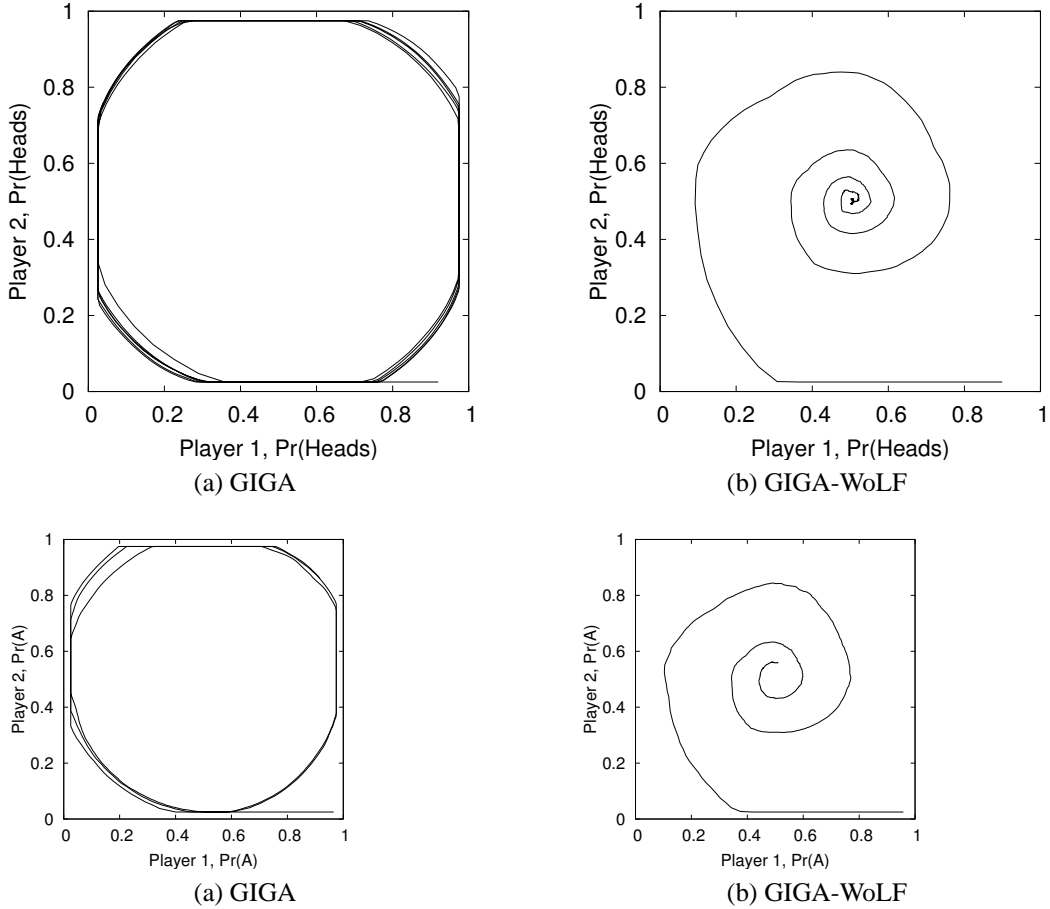 1
0.8
0.6
0.4
0.2
0
0 0.2 0.4 0.6 0.8 1
Player 2, Pr(Heads)
Player 1, Pr(Heads)
(a) GIGA
1
0.8
0.6
0.4
0.2
0
0 0.2 0.4 0.6 0.8 1
Player 2, Pr(Heads)
Player 1, Pr(Heads)
(b) GIGA-WoLF
1
0.8
0.6
0.4
0.2
0
0 0.2 0.4 0.6 0.8 1
Player 2, Pr(A)
Player 1, Pr(A)
(a) GIGA
1
0.8
0.6
0.4
0.2
0
0 0.2 0.4 0.6 0.8 1
Player 2, Pr(A)
Player 1, Pr(A)
(b) GIGA-WoLF